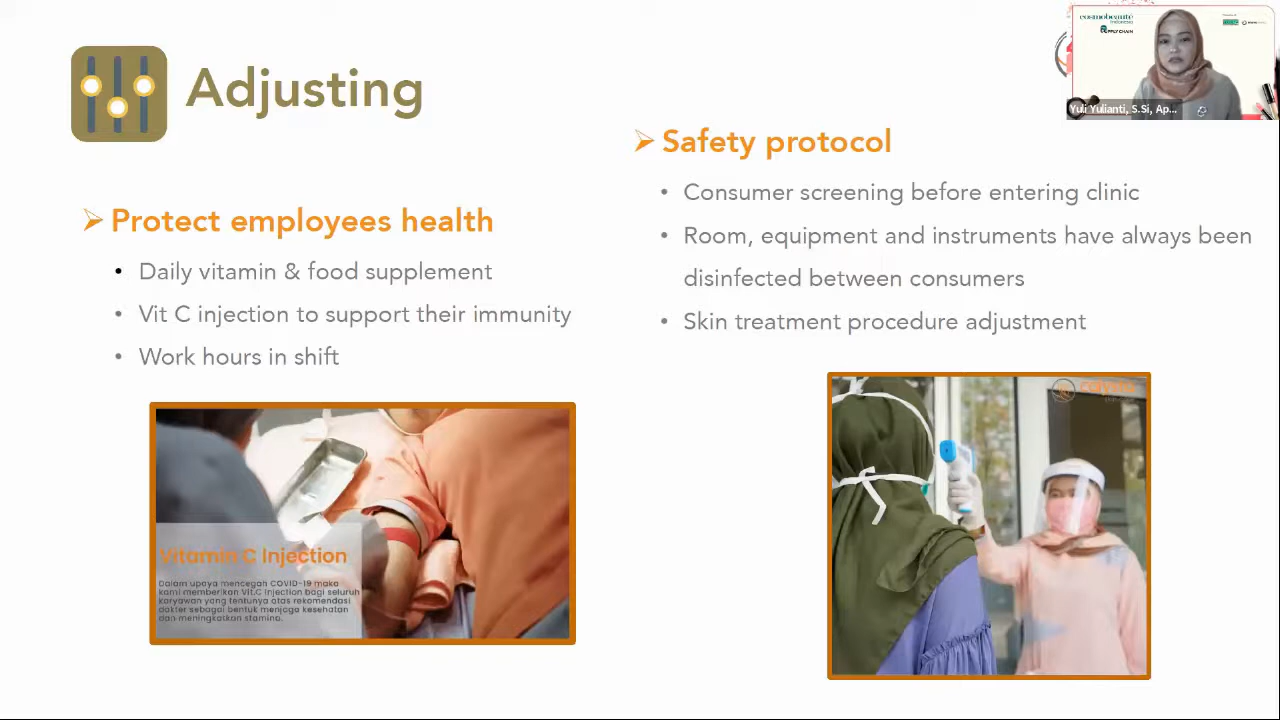 Adjusting
Protect employees health
• Daily vitamin & food supplement
• Vit C injection to support their immunity
• Work hours in shift
Vitamin C Injection
Dalam upaya mencegah COVID-19 maka
kami memberikan Vit.C Injection bagi seluruh
karyawan yang tentunya atas rekomendasi
dokter sebagai bentuk menjaga kesehatan
dan meningkatkan stamina.
Safety protocol
• Consumer screening before entering clinic
• Room, equipment and instruments have always been
disinfected between consumers
• Skin treatment procedure adjustment
cosmobeauté
Indonesia
Yuli Yulianti, S.Si, Ap...